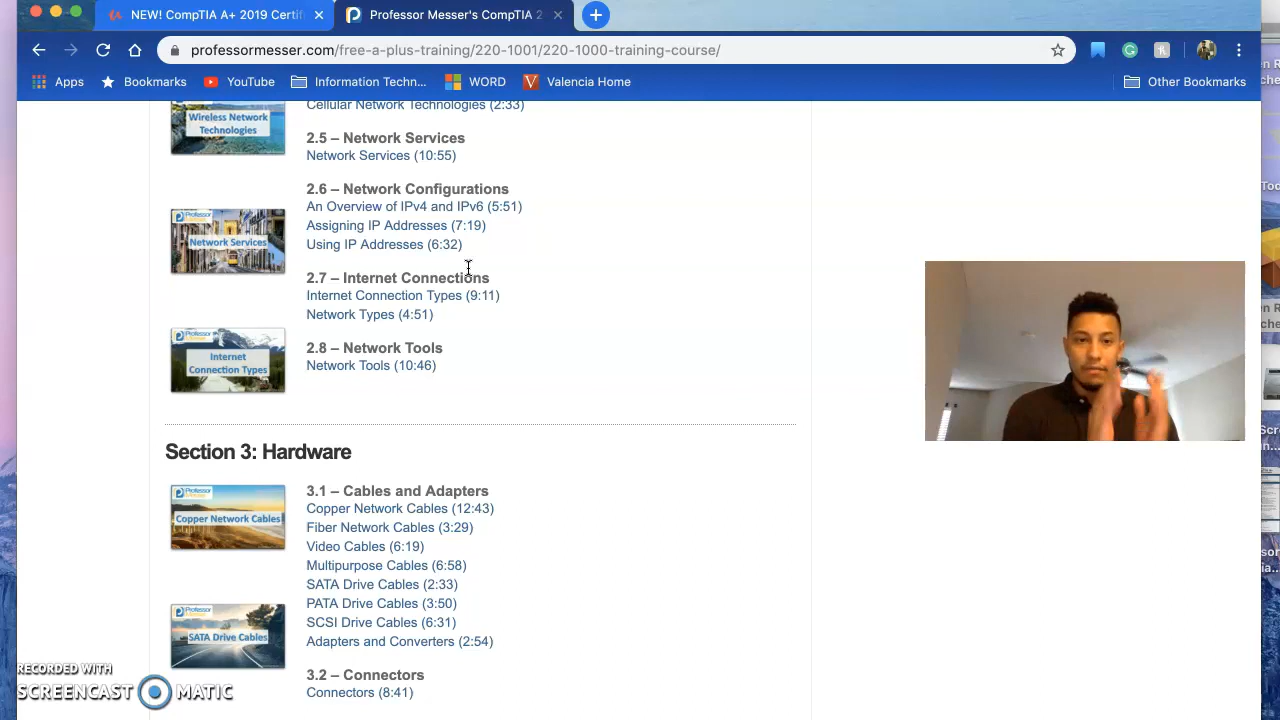 NEW! CompTIA A+ 2019 Certifi
Professor Messer's CompTIA 2
professormesser.com/free-a-plus-training/220-1001/220-1000-training-course/
Apps
Bookmarks
YouTube
Information Techn...
WORD
Valencia Home
Other Bookmarks
Wireless Network
Technologies
Cellular Network Technologies (2:33)
2.5 – Network Services
Network Services (10:55)
2.6 – Network Configurations
An Overview of IPv4 and IPv6 (5:51)
Assigning IP Addresses (7:19)
Using IP Addresses (6:32)
Professor
Network Services
2.7 – Internet Connections
Internet Connection Types (9:11)
Network Types (4:51)
2.8 – Network Tools
Network Tools (10:46)
Professor
Internet
Connection Types
Section 3: Hardware
3.1 – Cables and Adapters
Copper Network Cables (12:43)
Fiber Network Cables (3:29)
Video Cables (6:19)
Multipurpose Cables (6:58)
SATA Drive Cables (2:33)
PATA Drive Cables (3:50)
SCSI Drive Cables (6:31)
Adapters and Converters (2:54)
Professor
Copper Network Cables
Professor
SATA Drive Cables
3.2 – Connectors
Connectors (8:41)
RECORDED WITH
SCREENCAST MATIC